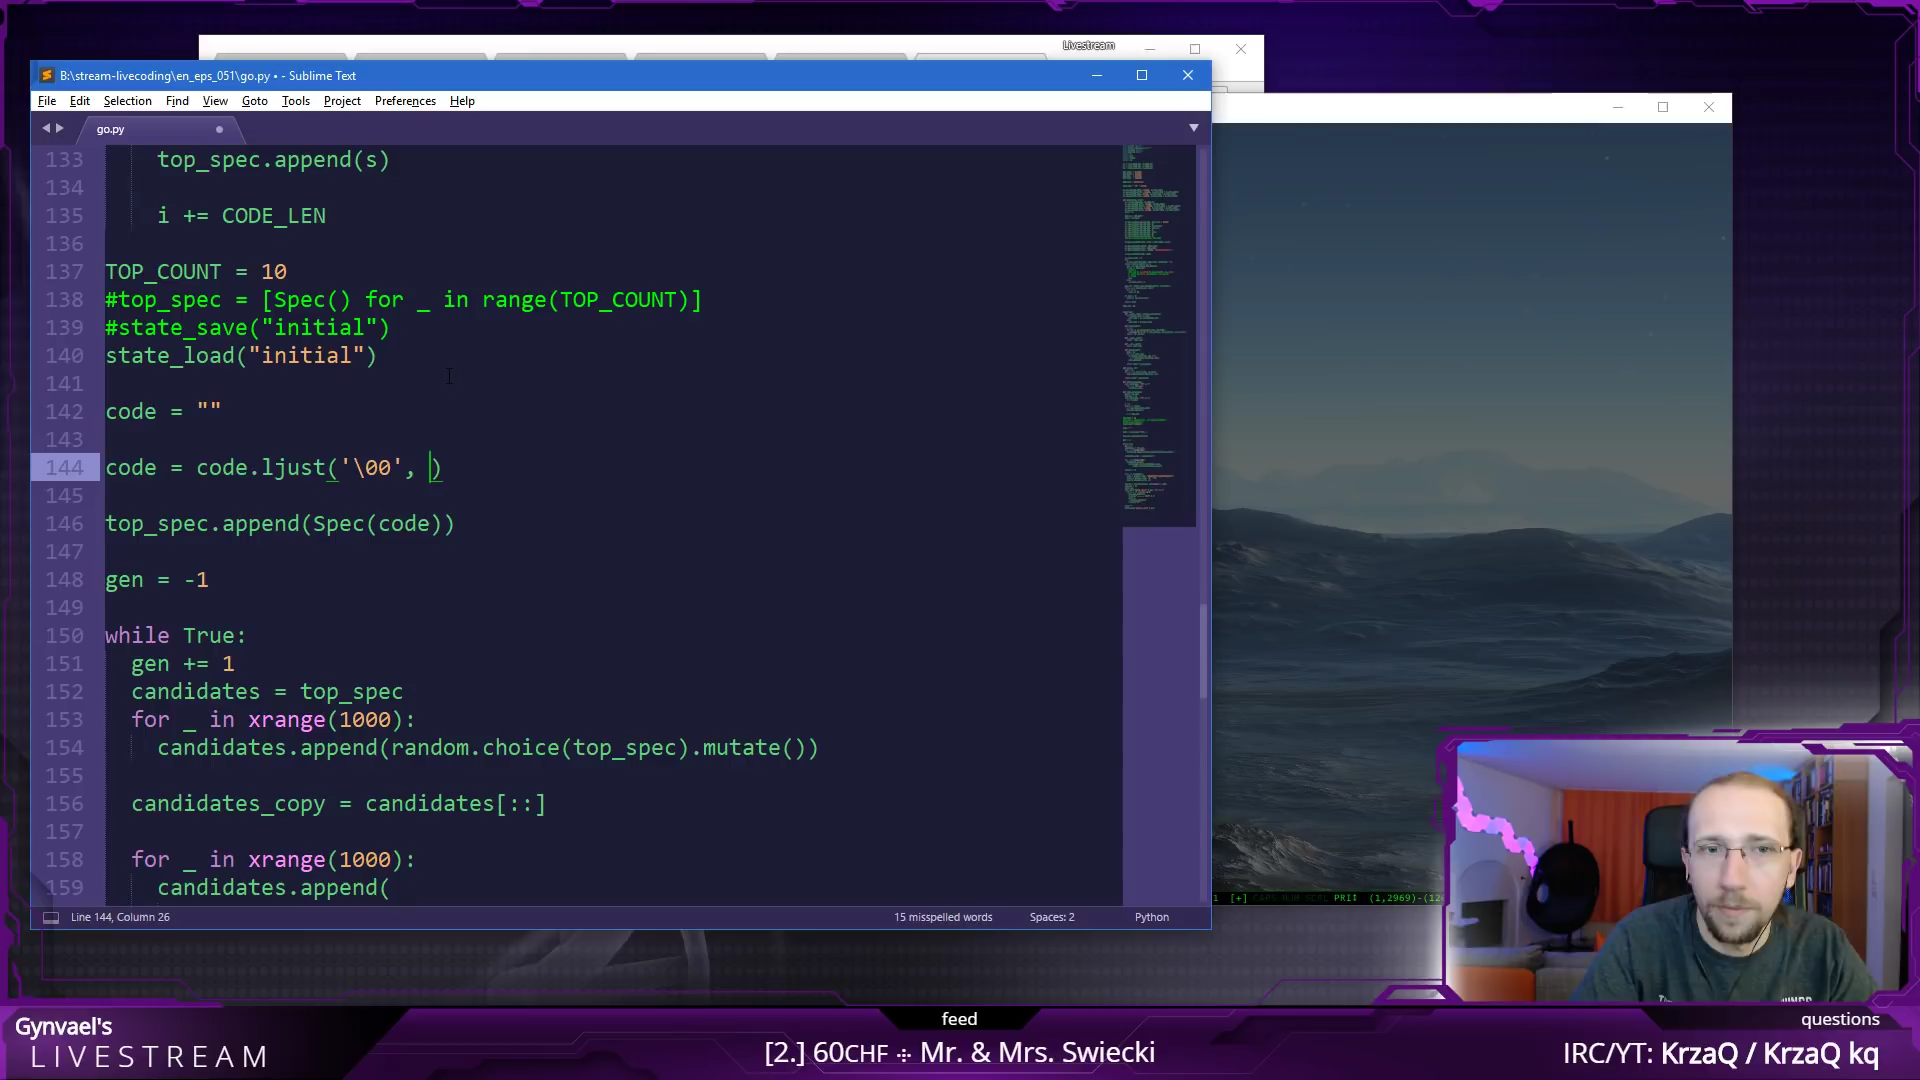 Livestream
B:\stream-livecoding\en_eps_051\go.py • - Sublime Text
File Edit Selection Find View Goto Tools Project Preferences Help
go.py
133 top_spec.append(s)
134
135 i += CODE_LEN
136
137 TOP_COUNT = 10
138 #top_spec = [Spec() for _ in range(TOP_COUNT)]
139 #state_save("initial")
140 state_load("initial")
141
142 code = ""
143
144 code = code.ljust('\00', )
145
146 top_spec.append(Spec(code))
147
148 gen = -1
149
150 while True:
151 gen += 1
152 candidates = top_spec
153 for _ in xrange(1000):
154 candidates.append(random.choice(top_spec).mutate())
155
156 candidates_copy = candidates[::]
157
158 for _ in xrange(1000):
159 candidates.append(
Line 144, Column 26 15 misspelled words Spaces: 2 Python
[+] CAPS NUM SCRL PRI
Gynvael's
LIVESTREAM
feed
[2.] 60CHF ÷ Mr. & Mrs. Swiecki
questions
IRC/YT: KrzaQ / KrzaQ kq